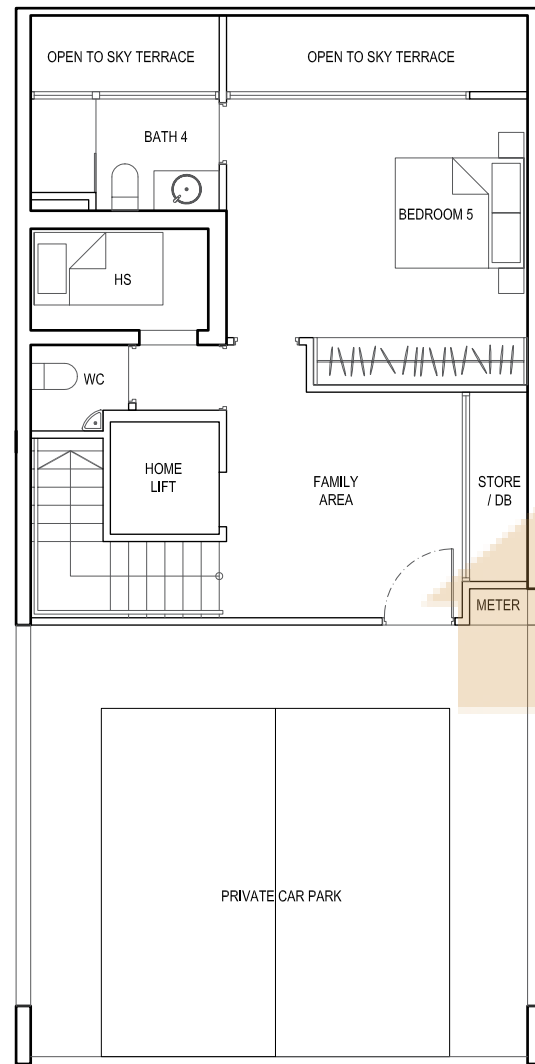 OPEN TO SKY TERRACE
OPEN TO SKY TERRACE
BATH 4
BEDROOM 5
HS
WC
HOME
LIFT
FAMILY
AREA
STORE
/ DB
METER
PRIVATE CAR PARK